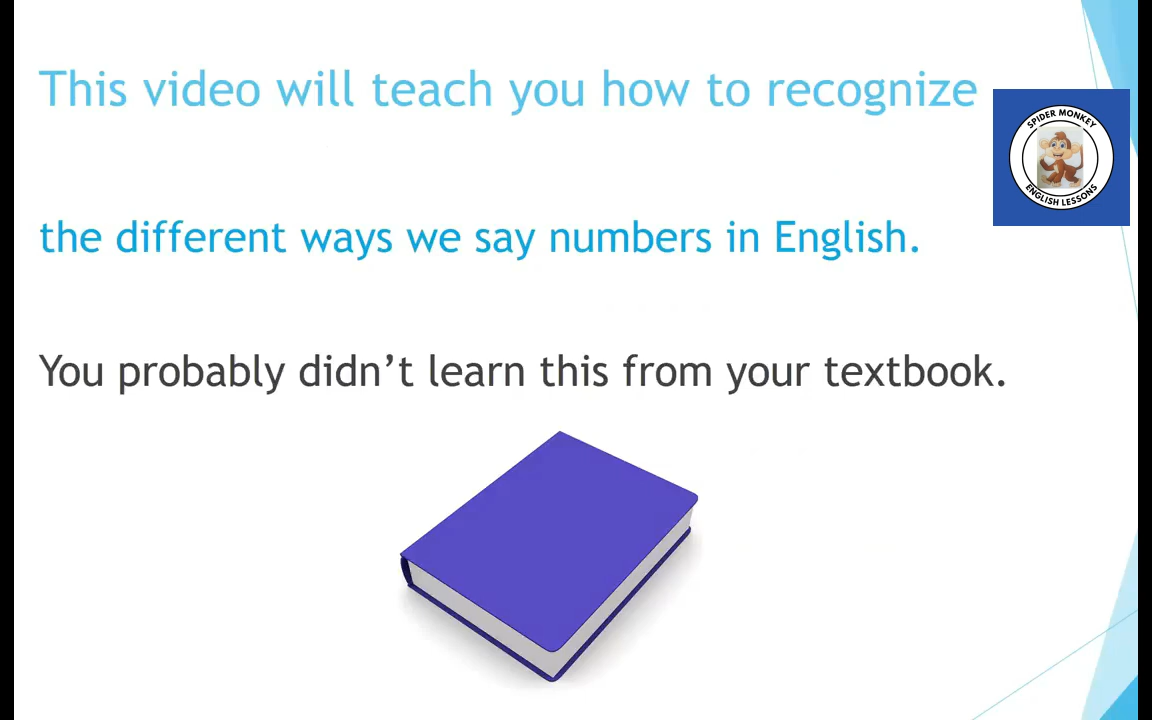 This video will teach you how to recognize
SPIDER MONKEY
ENGLISH LESSONS
the different ways we say numbers in English.
You probably didn’t learn this from your textbook.